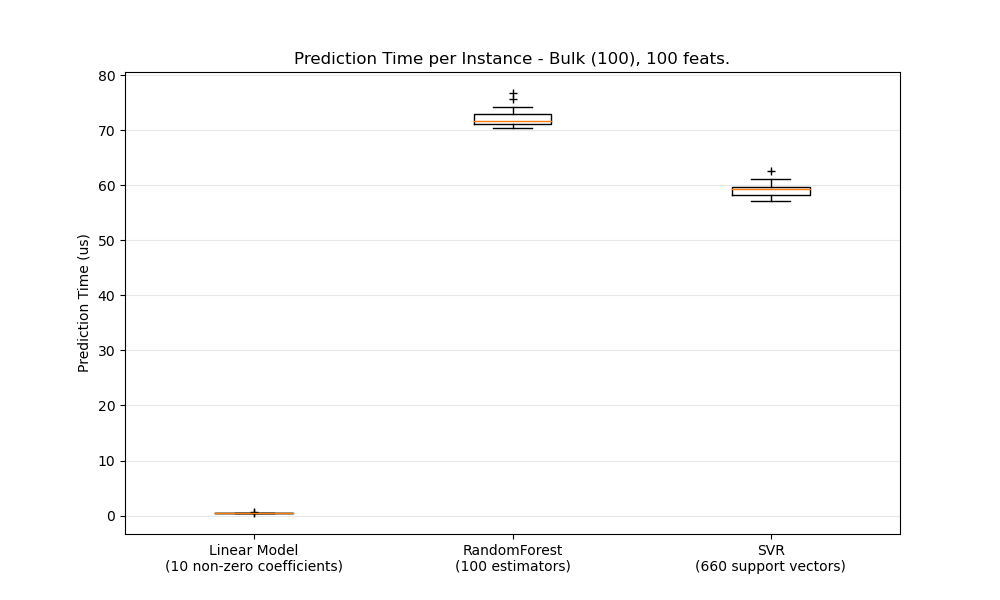 Prediction Time per Instance - Bulk (100), 100 feats.
Prediction Time (us)
80
70
60
50
40
30
20
10
0
Linear Model
(10 non-zero coefficients)
RandomForest
(100 estimators)
SVR
(660 support vectors)